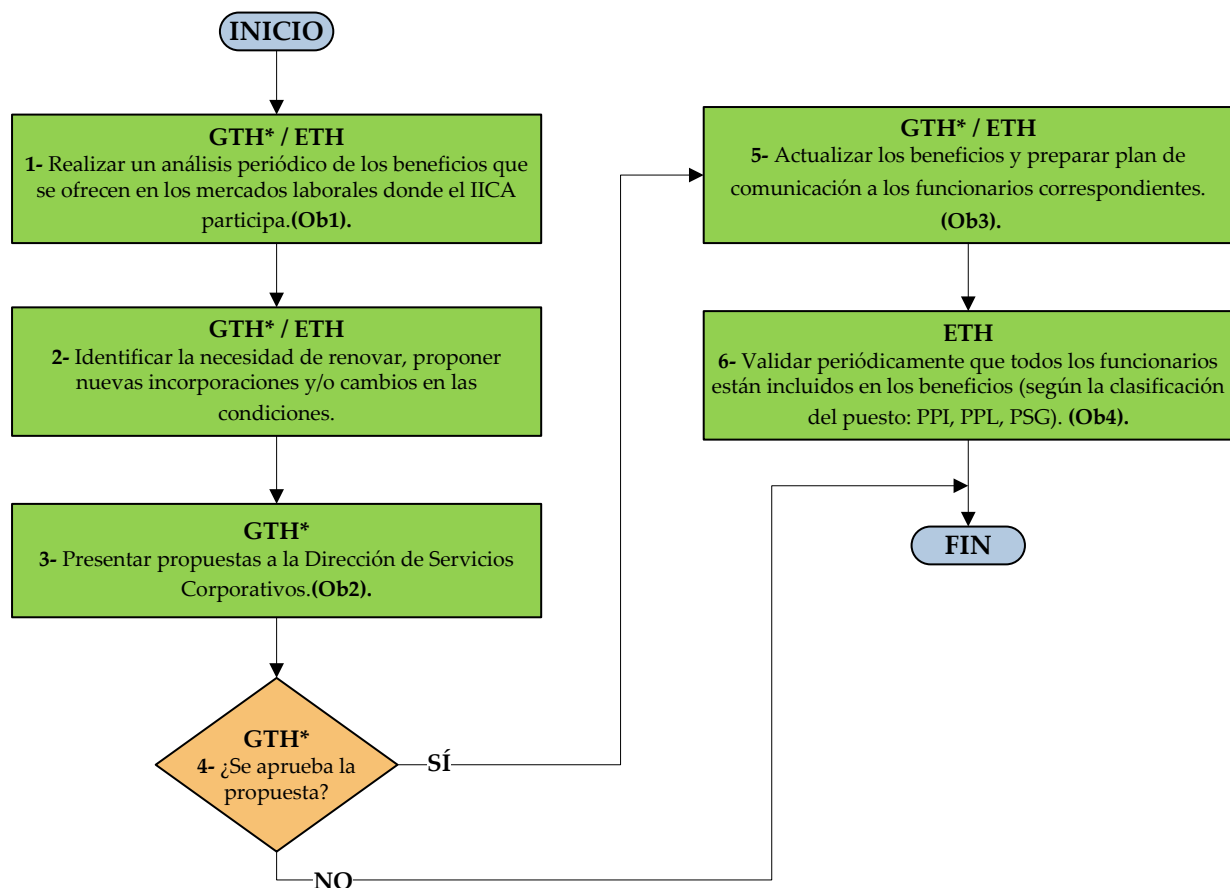 INICIO
GTH* / ETH
1- Realizar un análisis periódico de los beneficios que
se ofrecen en los mercados laborales donde el IICA
participa.(Ob1).
GTH* / ETH
2- Identificar la necesidad de renovar, proponer
nuevas incorporaciones y/o cambios en las
condiciones.
GTH*
3- Presentar propuestas a la Dirección de Servicios
Corporativos.(Ob2).
GTH*
4- ¿Se aprueba la
propuesta?
SÍ
NO
GTH* / ETH
5- Actualizar los beneficios y preparar plan de
comunicación a los funcionarios correspondientes.
(Ob3).
ETH
6- Validar periódicamente que todos los funcionarios
están incluidos en los beneficios (según la clasificación
del puesto: PPI, PPL, PSG). (Ob4).
FIN